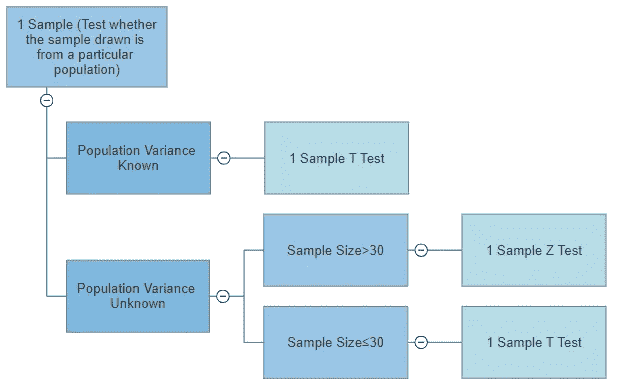 1 Sample (Test whether
the sample drawn is
from a particular
population)
Population Variance
Known
1 Sample T Test
Population Variance
Unknown
Sample Size>30
1 Sample Z Test
Sample Size≤30
1 Sample T Test